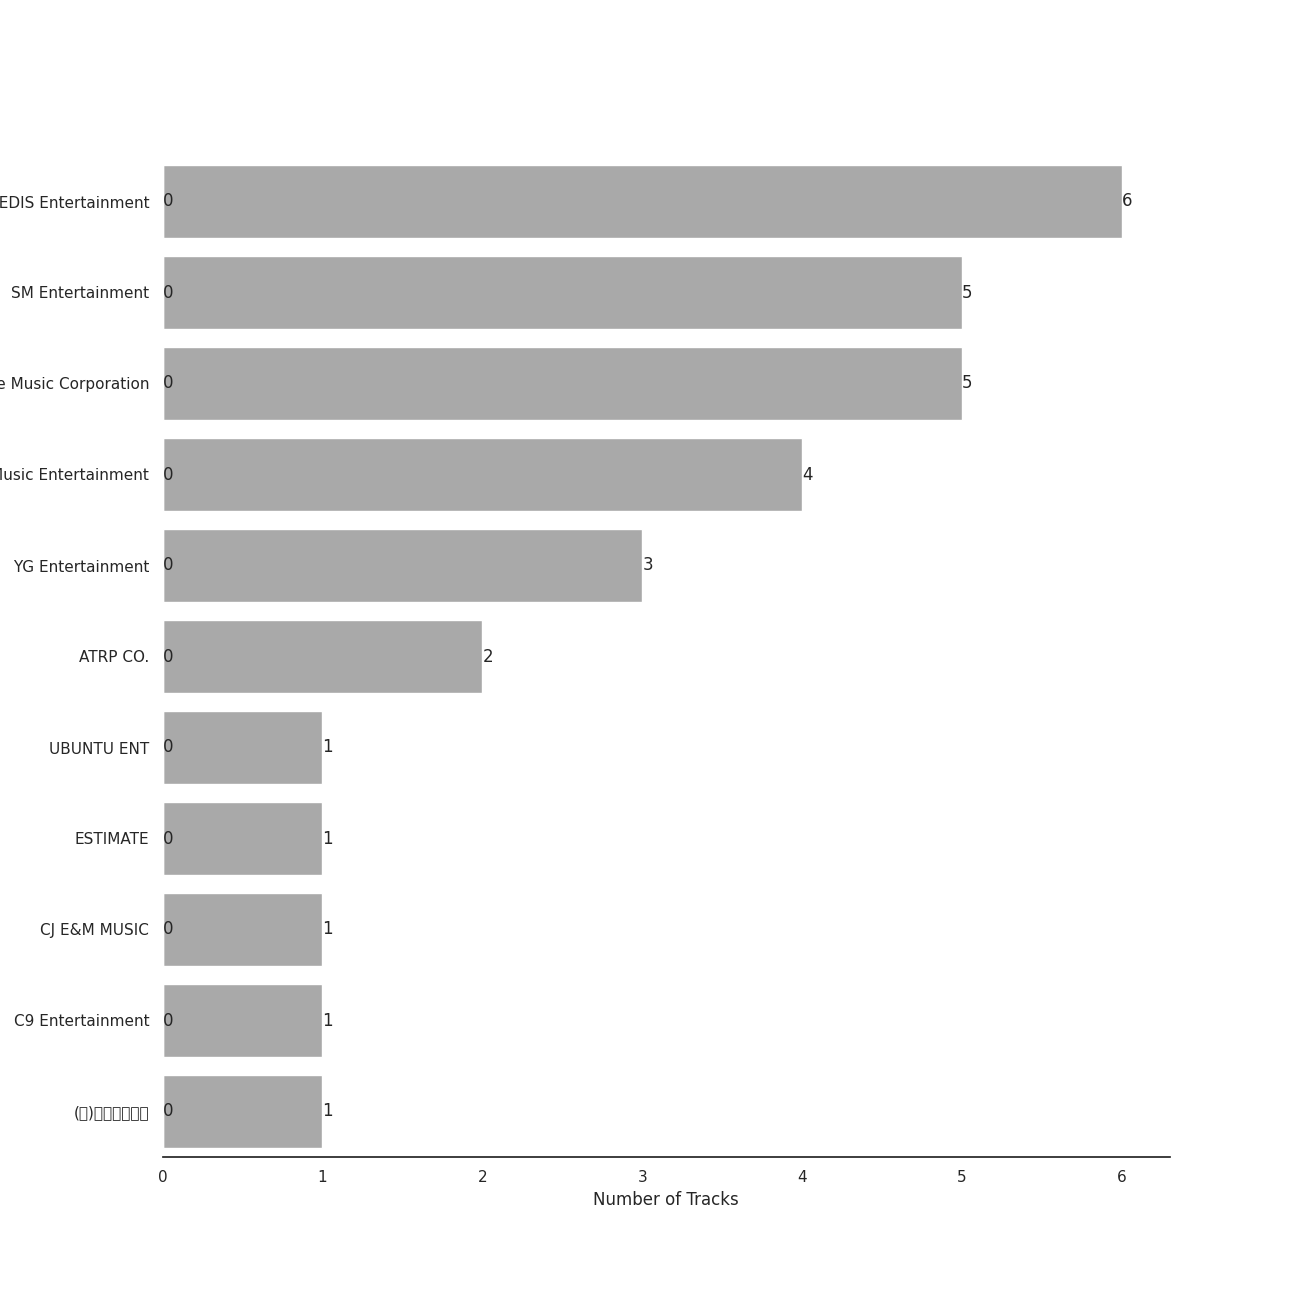 EDIS Entertainment 0 6
SM Entertainment 0 5
e Music Corporation 0 5
Music Entertainment 0 4
YG Entertainment 0 3
ATRP CO. 0 2
UBUNTU ENT 0 1
ESTIMATE 0 1
CJ E&M MUSIC 0 1
C9 Entertainment 0 1
0 1
0 1 2 3 4 5 6
Number of Tracks